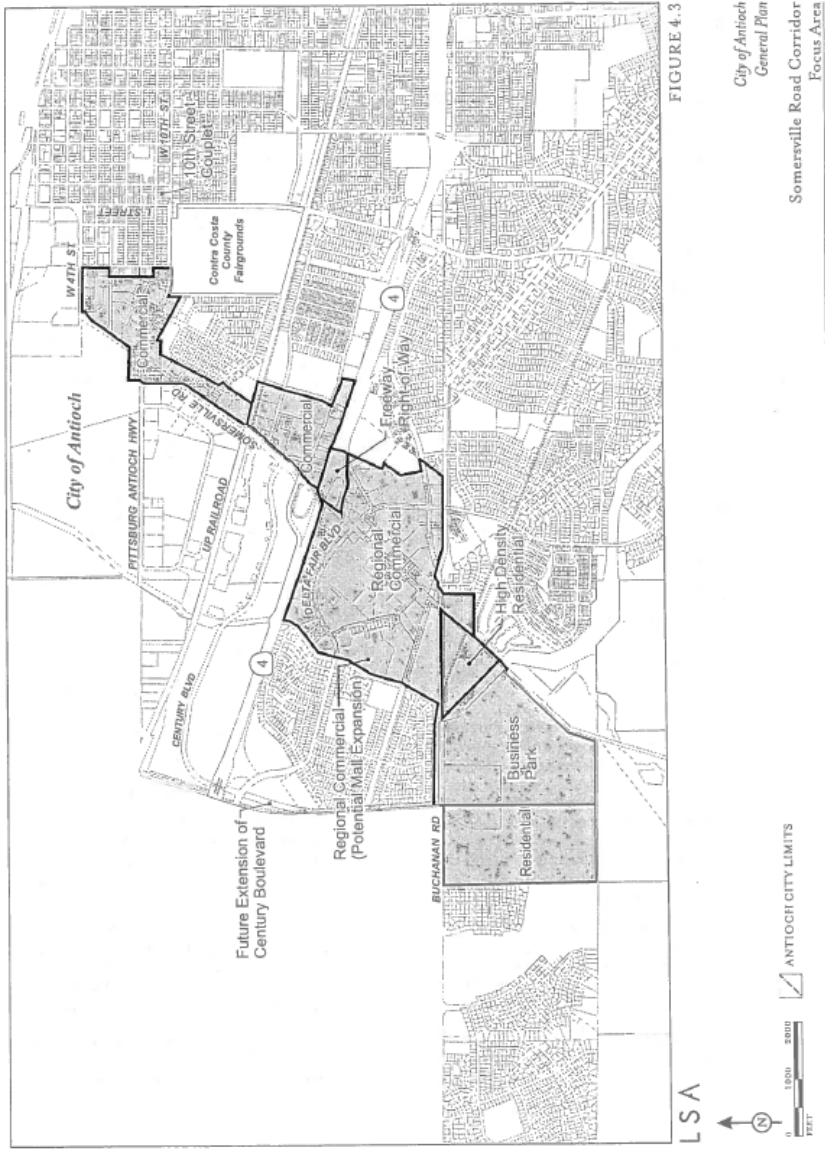 City of Antioch
W 4TH ST
L STREET
W 10TH ST
10th Street
Couplet
Contra Costa
County
Fairgrounds
Commercial
SOMERSVILLE RD
PITTSBURG ANTIOCH HWY
UP RAILROAD
CENTURY BLVD
4
4
Commercial
Freeway
Right-of-Way
DELTA FAIR BLVD
Regional
Commercial
Future Extension of
Century Boulevard
Regional Commercial
(Potential Mall Expansion)
High Density
Residential
BUCHANAN RD
Business
Park
Residential
LSA
N
0 1000 2000
FEET
ANTIOCH CITY LIMITS
FIGURE 4.3
City of Antioch
General Plan
Somersville Road Corridor
Focus Area